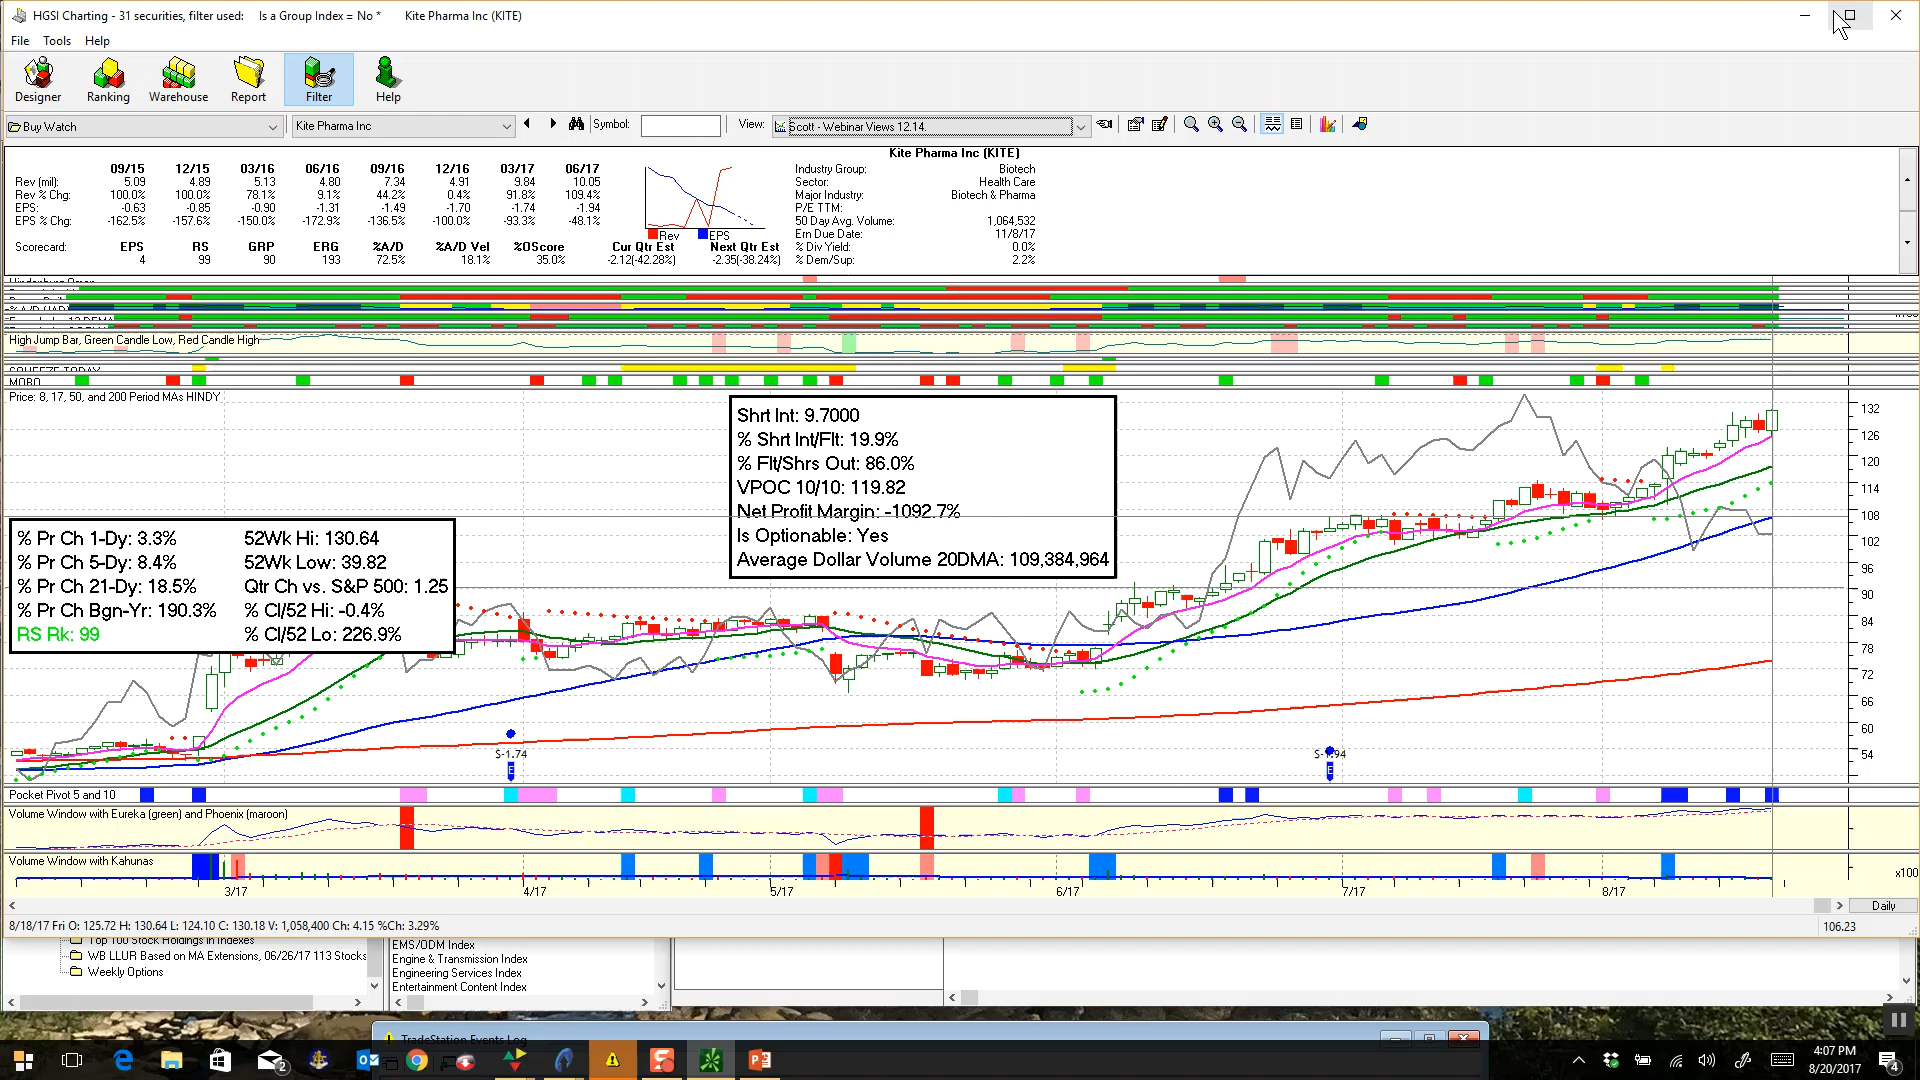 HGSI Charting - 31 securities, filter used: Is a Group Index = No * Kite Pharma Inc (KITE)
File Tools Help
Designer Ranking Warehouse Report Filter Help
Buy Watch Kite Pharma Inc Symbol: View: Scott - Webinar Views 12.14.
Kite Pharma Inc (KITE)
09/15 12/15 03/16 06/16 09/16 12/16 03/17 06/17
Rev (mil): 5.09 4.89 5.13 4.80 7.34 4.91 9.84 10.05
Rev % Chg: 100.0% 100.0% 78.1% 9.1% 44.2% 0.4% 91.8% 109.4%
EPS: -0.63 -0.85 -0.90 -1.31 -1.49 -1.70 -1.74 -1.94
EPS % Chg: -162.5% -157.6% -150.0% -172.9% -136.5% -100.0% -93.3% -48.1%
Rev EPS
Scorecard: EPS RS GRP ERG %A/D %A/D Vel %OScore Cur Qtr Est Next Qtr Est
4 99 90 193 72.5% 18.1% 35.0% -2.12(-42.28%) -2.35(-38.24%)
Industry Group: Biotech
Sector: Health Care
Major Industry: Biotech & Pharma
P/E TTM:
50 Day Avg. Volume: 1,064,532
Ern Due Date: 11/8/17
% Div Yield: 0.0%
% Dem/Sup: 2.2%
High Jump Bar, Green Candle Low, Red Candle High
SQUEEZE TODAY
MOBO
Price: 8, 17, 50, and 200 Period MAs HINDY
Shrt Int: 9.7000
% Shrt Int/Flt: 19.9%
% Flt/Shrs Out: 86.0%
VPOC 10/10: 119.82
Net Profit Margin: -1092.7%
Is Optionable: Yes
Average Dollar Volume 20DMA: 109,384,964
% Pr Ch 1-Dy: 3.3% 52Wk Hi: 130.64
% Pr Ch 5-Dy: 8.4% 52Wk Low: 39.82
% Pr Ch 21-Dy: 18.5% Qtr Ch vs. S&P 500: 1.25
% Pr Ch Bgn-Yr: 190.3% % Cl/52 Hi: -0.4%
RS Rk: 99 % Cl/52 Lo: 226.9%
132
126
120
114
108
102
96
90
84
78
72
66
60
54
S-1.74 S-1.94
E E
Pocket Pivot 5 and 10
Volume Window with Eureka (green) and Phoenix (maroon)
Volume Window with Kahunas
x100
3/17 4/17 5/17 6/17 7/17 8/17
Daily
8/18/17 Fri O: 125.72 H: 130.64 L: 124.10 C: 130.18 V: 1,058,400 Ch: 4.15 %Ch: 3.29% 106.23
Top 100 Stock Holdings in Indexes
WB LLUR Based on MA Extensions, 06/26/17 113 Stocks
Weekly Options
EMS/ODM Index
Engine & Transmission Index
Engineering Services Index
Entertainment Content Index
TradeStation Events Log
2
4:07 PM
8/20/2017
4